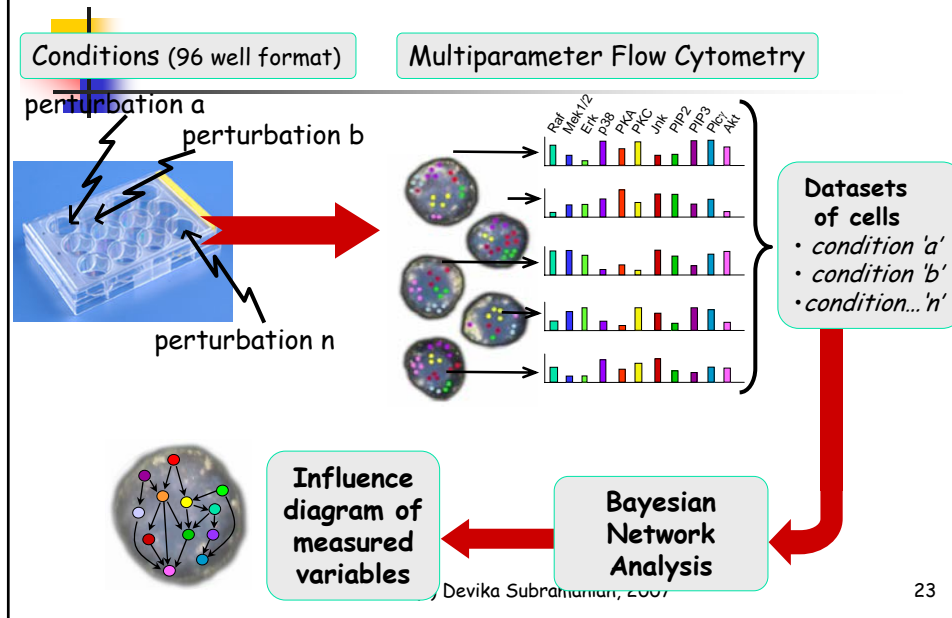 Conditions (96 well format)
Multiparameter Flow Cytometry
perturbation a
perturbation b
perturbation n
Raf
Mek1/2
Erk
p38
PKA
PKC
Jnk
PIP2
PIP3
Plcγ
Akt
Datasets
of cells
• condition ‘a’
• condition ‘b’
• condition…‘n’
Influence
diagram of
measured
variables
Bayesian
Network
Analysis
Devika Subramanian, 2007
23